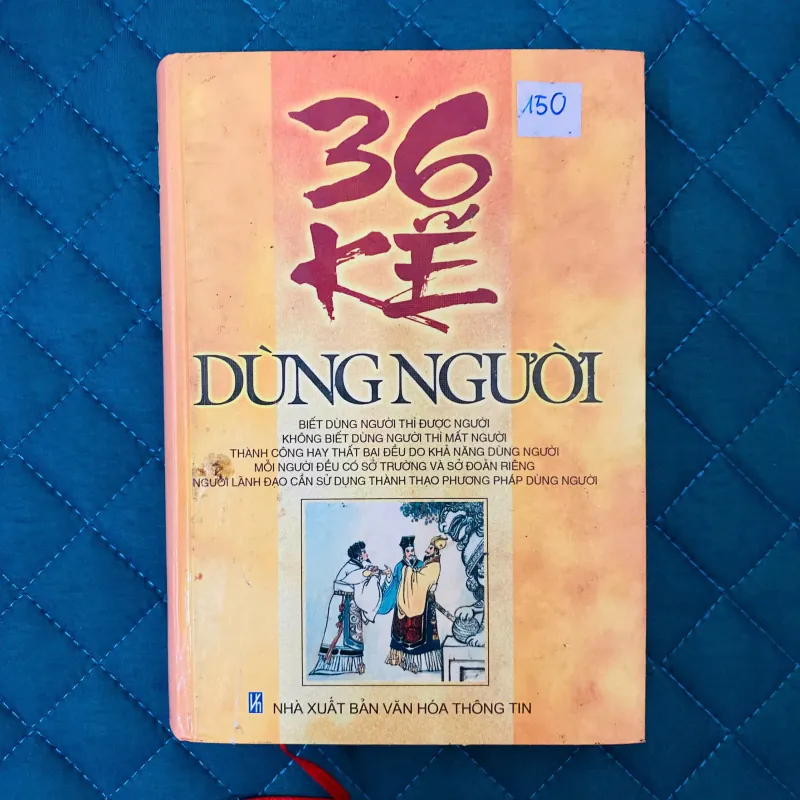 36
150
KẾ
DÙNG NGƯỜI
BIẾT DÙNG NGƯỜI THÌ ĐƯỢC NGƯỜI
KHÔNG BIẾT DÙNG NGƯỜI THÌ MẤT NGƯỜI
THÀNH CÔNG HAY THẤT BẠI ĐỀU DO KHẢ NĂNG DÙNG NGƯỜI
MỖI NGƯỜI ĐỀU CÓ SỞ TRƯỜNG VÀ SỞ ĐOẢN RIÊNG
NGƯỜI LÃNH ĐẠO CẦN SỬ DỤNG THÀNH THẠO PHƯƠNG PHÁP DÙNG NGƯỜI
NHÀ XUẤT BẢN VĂN HÓA THÔNG TIN